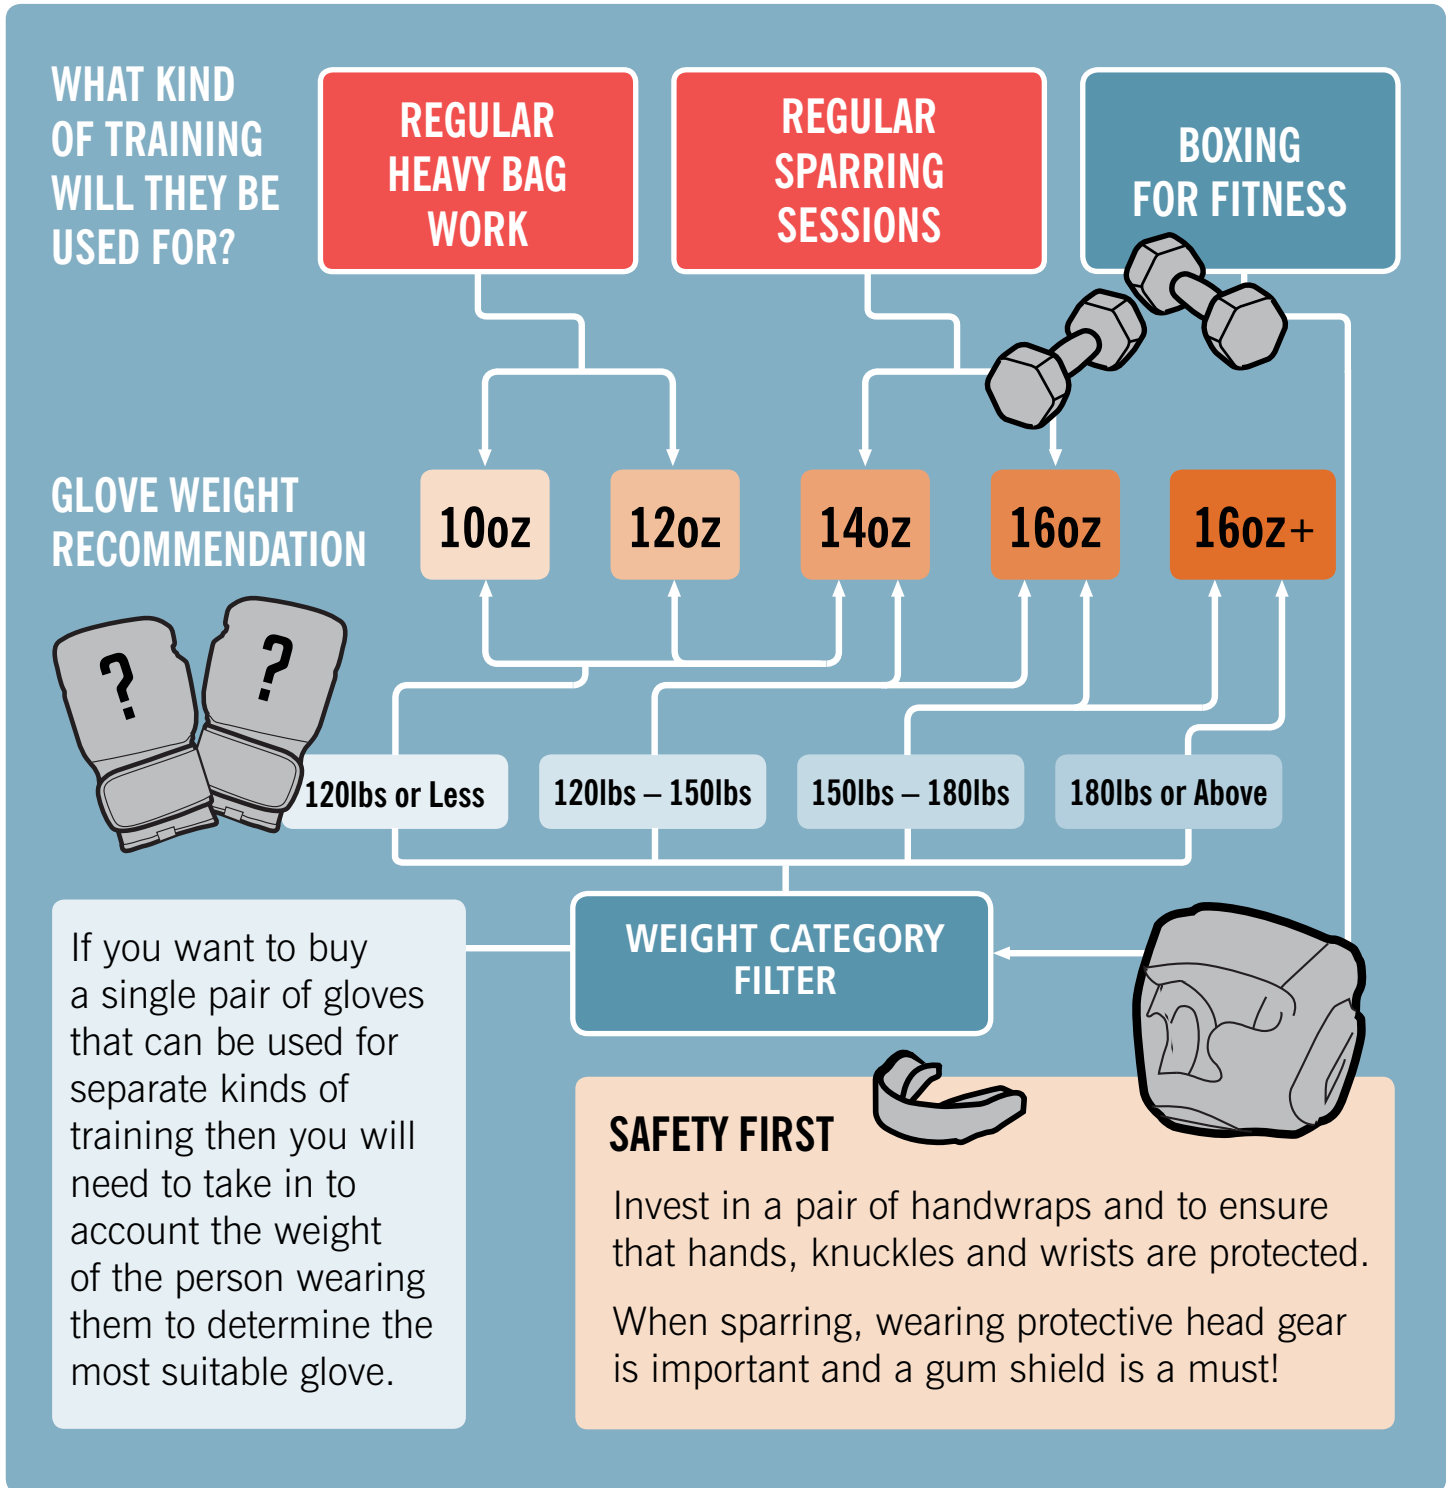 WHAT KIND
OF TRAINING
WILL THEY BE
USED FOR?
REGULAR
HEAVY BAG
WORK
REGULAR
SPARRING
SESSIONS
BOXING
FOR FITNESS
GLOVE WEIGHT
RECOMMENDATION
10oz
12oz
14oz
16oz
16oz+
?
?
120lbs or Less
120lbs – 150lbs
150lbs – 180lbs
180lbs or Above
WEIGHT CATEGORY
FILTER
If you want to buy
a single pair of gloves
that can be used for
separate kinds of
training then you will
need to take in to
account the weight
of the person wearing
them to determine the
most suitable glove.
SAFETY FIRST
Invest in a pair of handwraps and to ensure
that hands, knuckles and wrists are protected.
When sparring, wearing protective head gear
is important and a gum shield is a must!